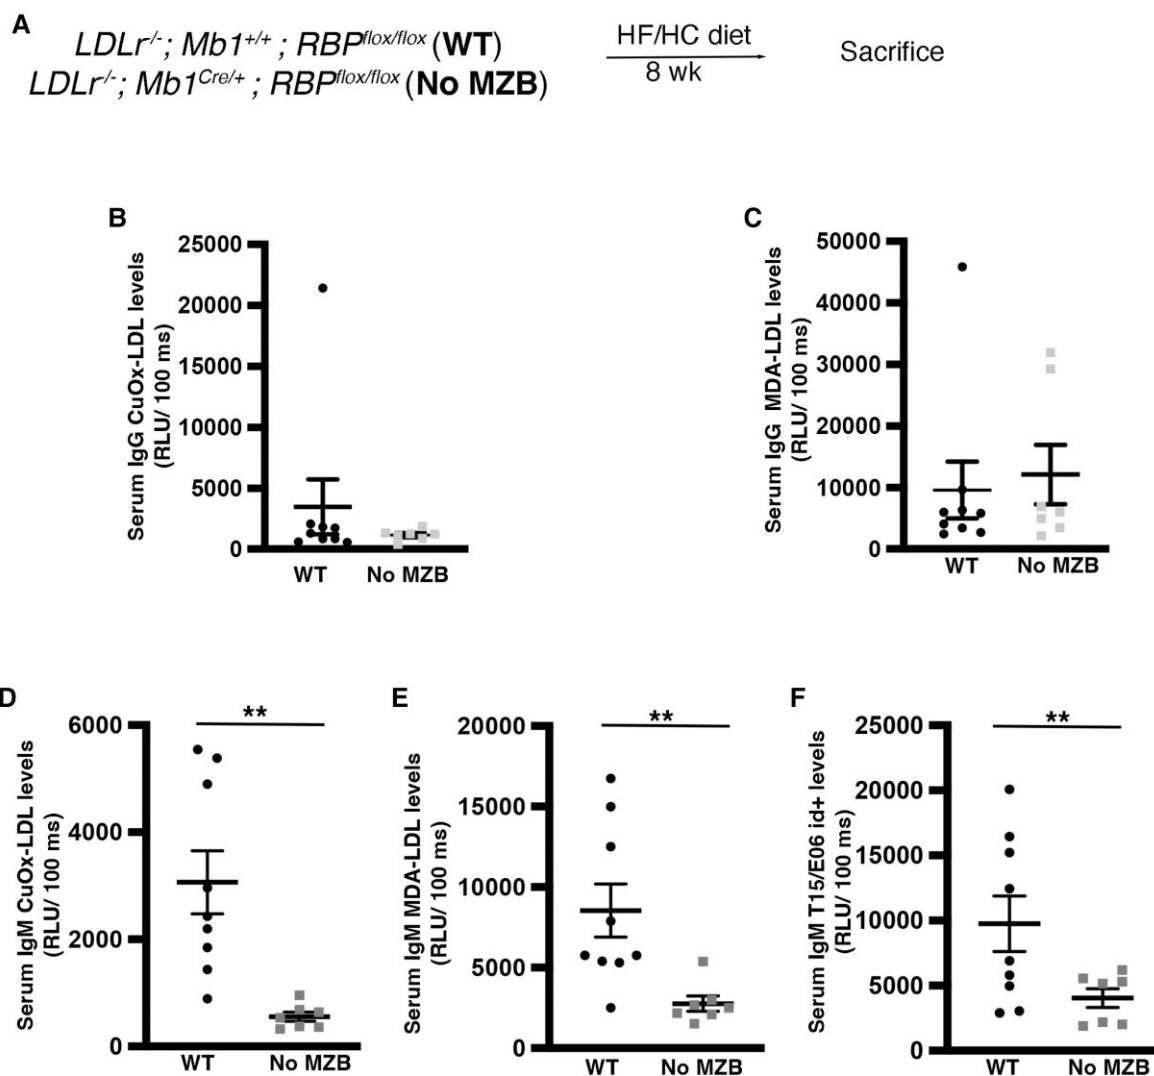 A
LDLr/-; Mb1+/+ ; RBPflox/flox (WT)
LDLr/-; Mb1Cre/+ ; RBPflox/flox (No MZB)
HF/HC diet
8 wk
Sacrifice
B
Serum IgG CuOx-LDL levels
(RLU/ 100 ms)
25000
20000
15000
10000
5000
0
WT
No MZB
C
Serum IgG MDA-LDL levels
(RLU/ 100 ms)
50000
40000
30000
20000
10000
0
WT
No MZB
D
Serum IgM CuOx-LDL levels
(RLU/ 100 ms)
6000
4000
2000
0
**
WT
No MZB
E
Serum IgM MDA-LDL levels
(RLU/ 100 ms)
20000
15000
10000
5000
0
**
WT
No MZB
F
Serum IgM T15/E06 id+ levels
(RLU/ 100 ms)
25000
20000
15000
10000
5000
0
**
WT
No MZB